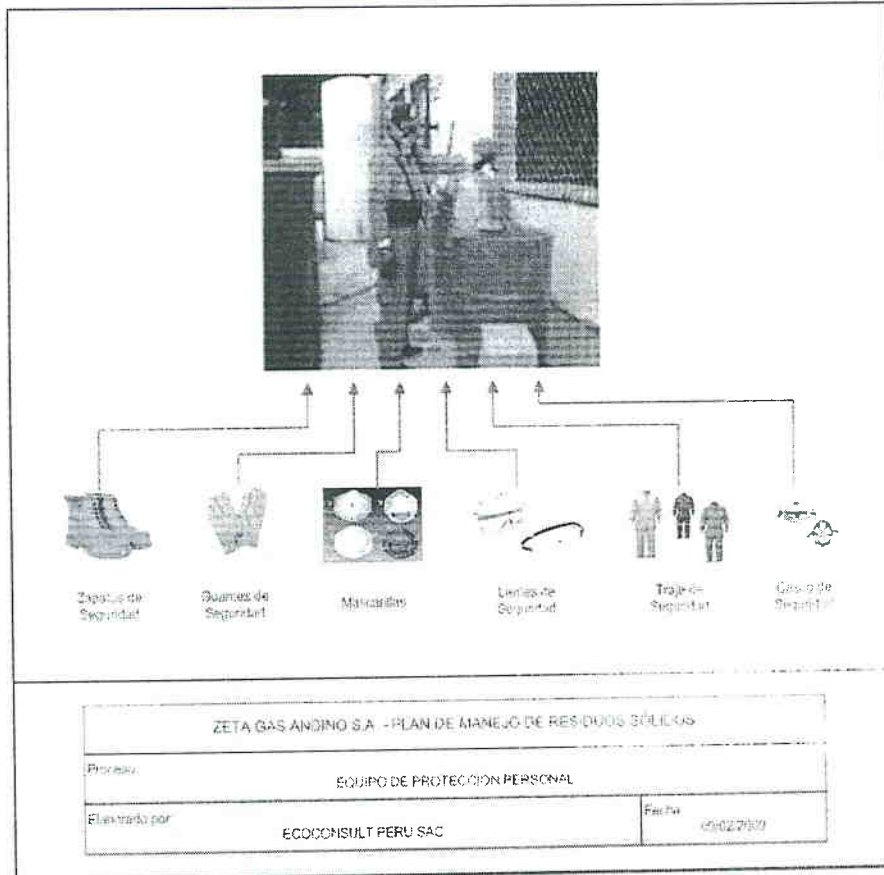 Zapatos de
Seguridad
Guantes de
Seguridad
Mascarillas
Lentes de
Seguridad
Traje de
Seguridad
Casco de
Seguridad
ZETA GAS ANDINO S.A. - PLAN DE MANEJO DE RESIDUOS SÓLIDOS
Proceso:
EQUIPO DE PROTECCION PERSONAL
Elaborado por:
ECOCONSULT PERU SAC
Fecha: